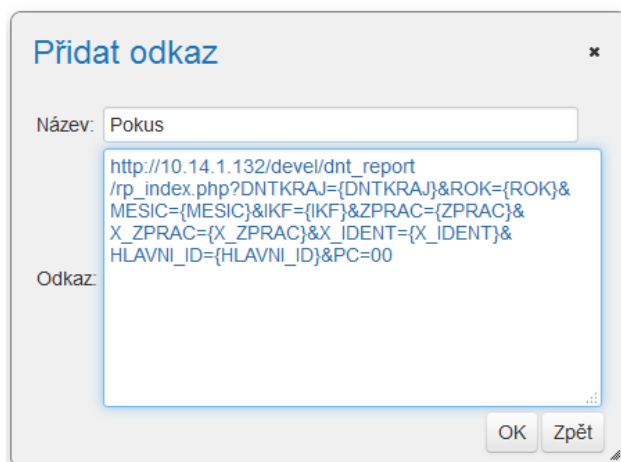 Přidat odkaz
Název: Pokus
http://10.14.1.132/devel/dnt_report
/rp_index.php?DNTKRAJ={DNTKRAJ}&ROK={ROK}&
MESIC={MESIC}&IKF={IKF}&ZPRAC={ZPRAC}&
X_ZPRAC={X_ZPRAC}&X_IDENT={X_IDENT}&
HLAVNI_ID={HLAVNI_ID}&PC=00
Odkaz:
OK Zpět